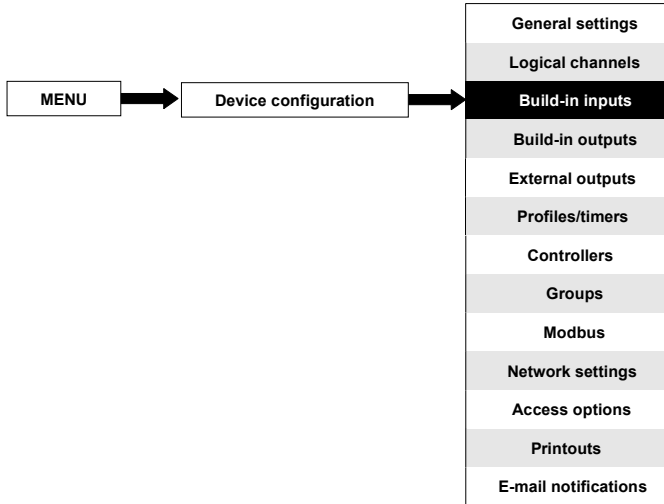 General settings
Logical channels
MENU
Device configuration
Build-in inputs
Build-in outputs
External outputs
Profiles/timers
Controllers
Groups
Modbus
Network settings
Access options
Printouts
E-mail notifications